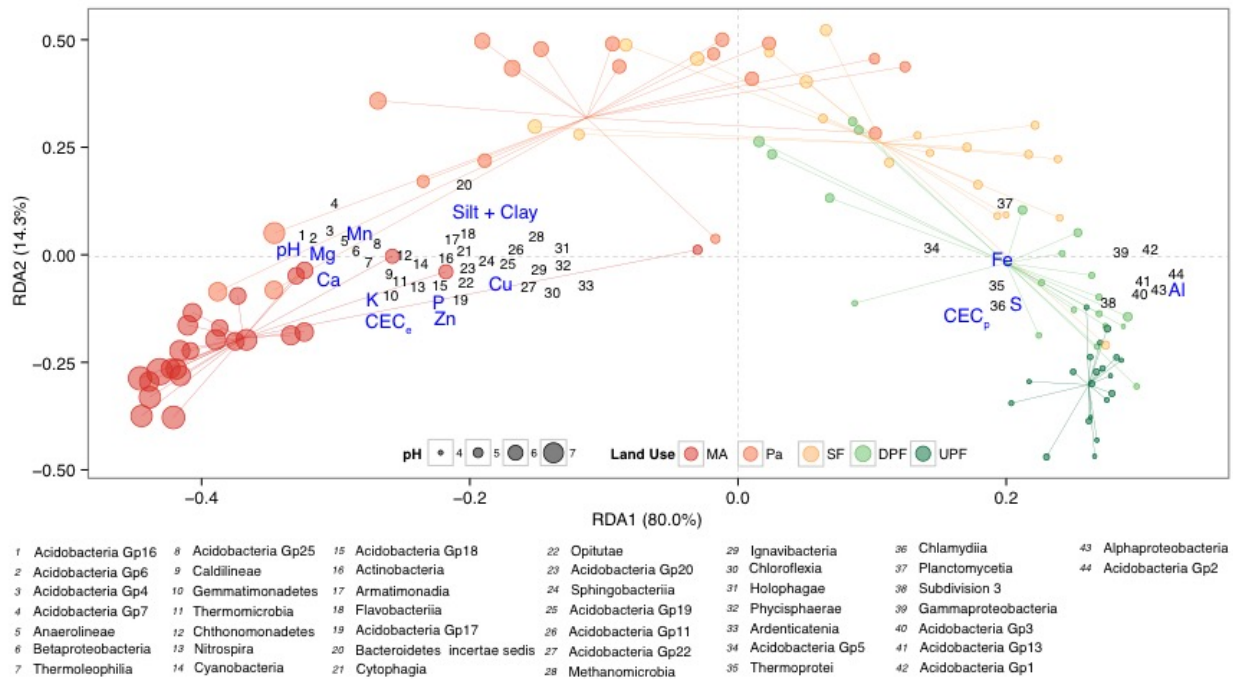 0.50
4
20
37
Silt + Clay
0.25
RDA2 (14.3%)
1 2 3 5 Mn 8 17 18 28
pH Mg 6 12 16 21 26 31 34 39 42
0.00
7 14 23 24 25 29 32 Fe
Ca 9 11 13 15 22 Cu 27 30 33 35 41 44
K 10 P 19 36 S 38 40 43 Al
CECe Zn CECp
−0.25
pH 4 5 6 7 Land Use MA Pa SF DPF UPF
−0.50
−0.4 −0.2 0.0 0.2
RDA1 (80.0%)
1 Acidobacteria Gp16 8 Acidobacteria Gp25 15 Acidobacteria Gp18 22 Opitutae 29 Ignavibacteria 36 Chlamydiia 43 Alphaproteobacteria
2 Acidobacteria Gp6 9 Caldilineae 16 Actinobacteria 23 Acidobacteria Gp20 30 Chloroflexia 37 Planctomycetia 44 Acidobacteria Gp2
3 Acidobacteria Gp4 10 Gemmatimonadetes 17 Armatimonadia 24 Sphingobacteriia 31 Holophagae 38 Subdivision 3
4 Acidobacteria Gp7 11 Thermomicrobia 18 Flavobacteriia 25 Acidobacteria Gp19 32 Phycisphaerae 39 Gammaproteobacteria
5 Anaerolineae 12 Chthonomonadetes 19 Acidobacteria Gp17 26 Acidobacteria Gp11 33 Ardenticatenia 40 Acidobacteria Gp3
6 Betaproteobacteria 13 Nitrospira 20 Bacteroidetes incertae sedis 27 Acidobacteria Gp22 34 Acidobacteria Gp5 41 Acidobacteria Gp13
7 Thermoleophilia 14 Cyanobacteria 21 Cytophagia 28 Methanomicrobia 35 Thermoprotei 42 Acidobacteria Gp1